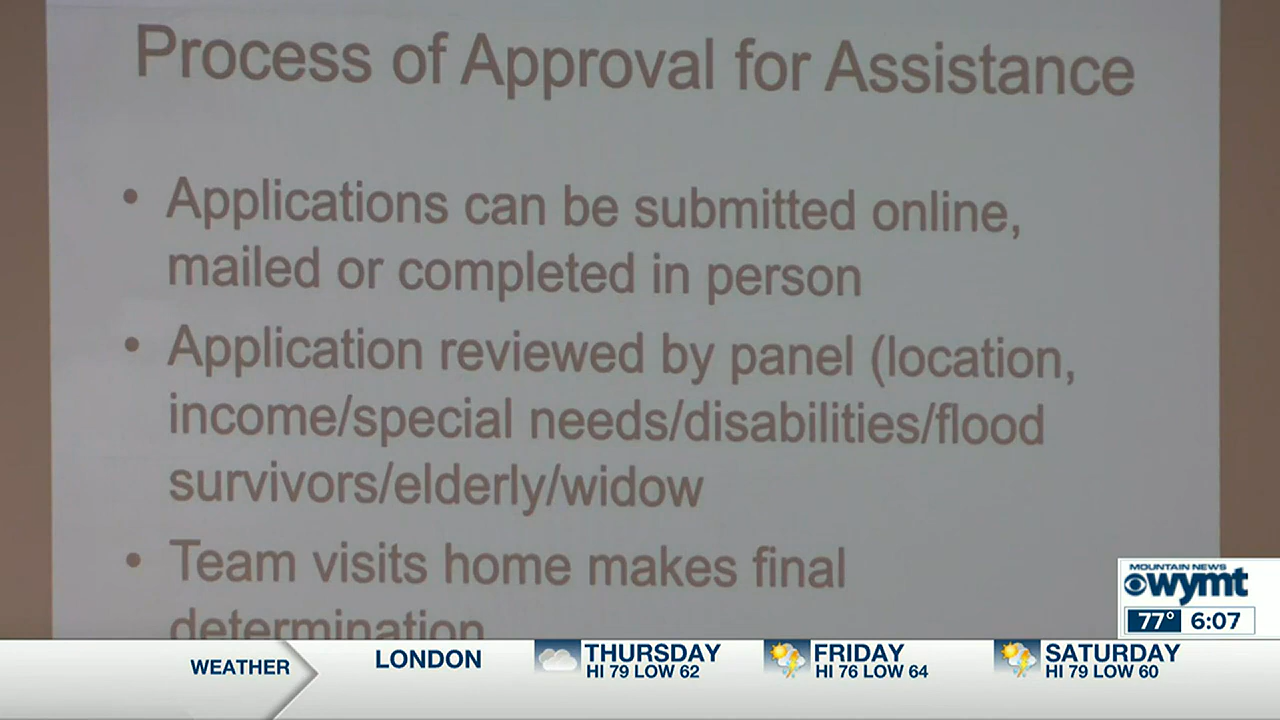 Process of Approval for Assistance
• Applications can be submitted online,
mailed or completed in person
• Application reviewed by panel (location,
income/special needs/disabilities/flood
survivors/elderly/widow
• Team visits home makes final
determination
MOUNTAIN NEWS
wymt
77° 6:07
WEATHER
LONDON
THURSDAY
HI 79 LOW 62
FRIDAY
HI 76 LOW 64
SATURDAY
HI 79 LOW 60